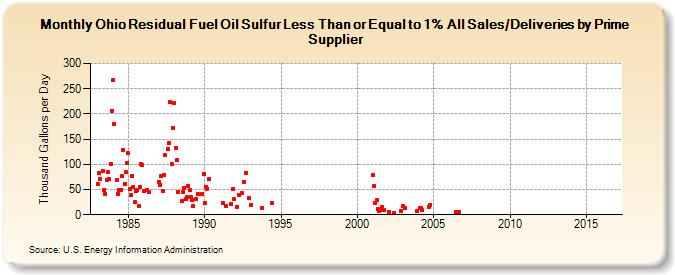 Monthly Ohio Residual Fuel Oil Sulfur Less Than or Equal to 1% All Sales/Deliveries by Prime
Supplier
Thousand Gallons per Day
300
250
200
150
100
50
0
1985 1990 1995 2000 2005 2010 2015
Source: U.S. Energy Information Administration